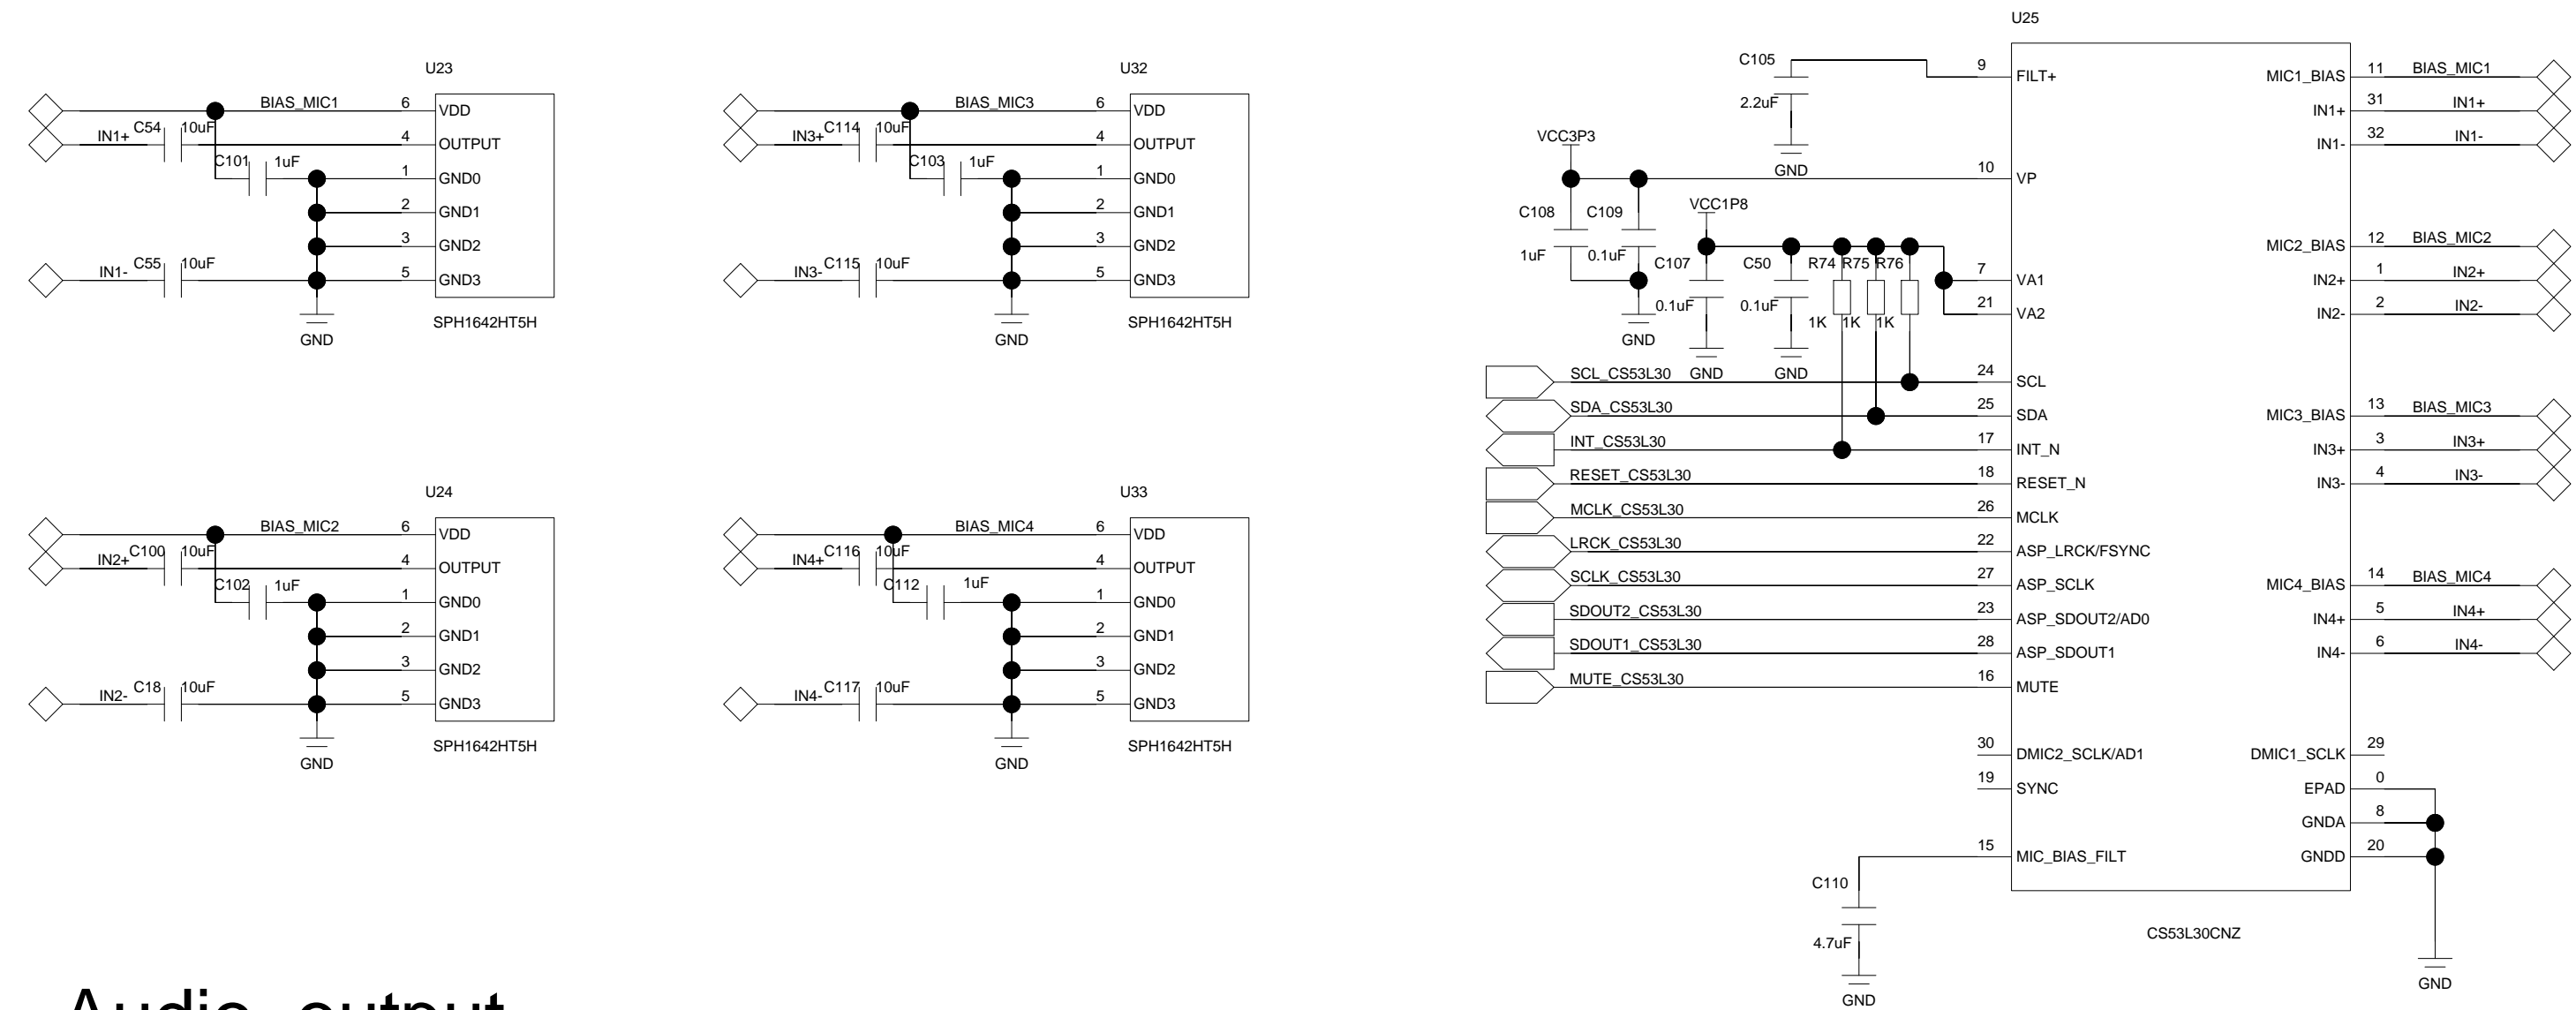 U23
BIAS_MIC1 6 VDD
IN1+ C54 10uF 4 OUTPUT
C101 1uF 1 GND0
2 GND1
3 GND2
IN1- C55 10uF 5 GND3
SPH1642HT5H
GND
U32
BIAS_MIC3 6 VDD
IN3+ C114 10uF 4 OUTPUT
C103 1uF 1 GND0
2 GND1
3 GND2
IN3- C115 10uF 5 GND3
SPH1642HT5H
GND
U24
BIAS_MIC2 6 VDD
IN2+ C100 10uF 4 OUTPUT
C102 1uF 1 GND0
2 GND1
3 GND2
IN2- C18 10uF 5 GND3
SPH1642HT5H
GND
U33
BIAS_MIC4 6 VDD
IN4+ C116 10uF 4 OUTPUT
C112 1uF 1 GND0
2 GND1
3 GND2
IN4- C117 10uF 5 GND3
SPH1642HT5H
GND
U25
C105 9 FILT+
2.2uF
VCC3P3
GND 10 VP
C108 C109 VCC1P8
1uF 0.1uF C107 C50 R74 R75 R76
7 VA1
0.1uF 0.1uF 1K 1K 1K 21 VA2
GND
GND GND
SCL_CS53L30 24 SCL
SDA_CS53L30 25 SDA
INT_CS53L30 17 INT_N
RESET_CS53L30 18 RESET_N
MCLK_CS53L30 26 MCLK
LRCK_CS53L30 22 ASP_LRCK/FSYNC
SCLK_CS53L30 27 ASP_SCLK
SDOUT2_CS53L30 23 ASP_SDOUT2/AD0
SDOUT1_CS53L30 28 ASP_SDOUT1
MUTE_CS53L30 16 MUTE
30 DMIC2_SCLK/AD1
19 SYNC
15 MIC_BIAS_FILT
C110
4.7uF
GND
MIC1_BIAS 11 BIAS_MIC1
IN1+ 31 IN1+
IN1- 32 IN1-
MIC2_BIAS 12 BIAS_MIC2
IN2+ 1 IN2+
IN2- 2 IN2-
MIC3_BIAS 13 BIAS_MIC3
IN3+ 3 IN3+
IN3- 4 IN3-
MIC4_BIAS 14 BIAS_MIC4
IN4+ 5 IN4+
IN4- 6 IN4-
DMIC1_SCLK 29
EPAD 0
GNDA 8
GNDD 20
CS53L30CNZ
GND
Audio output